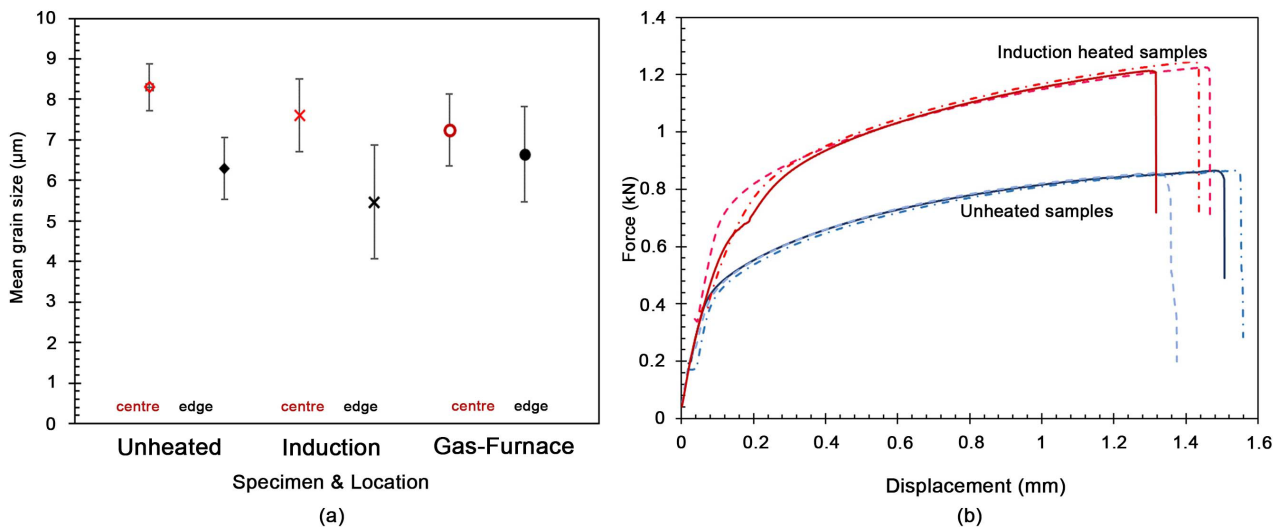 10
9
8
7
6
5
4
3
2
1
0
Mean grain size (µm)
centre edge centre edge centre edge
Unheated Induction Gas-Furnace
Specimen & Location
(a)
1.4
1.2
1
0.8
0.6
0.4
0.2
0
Force (kN)
Induction heated samples
Unheated samples
0 0.2 0.4 0.6 0.8 1 1.2 1.4 1.6
Displacement (mm)
(b)